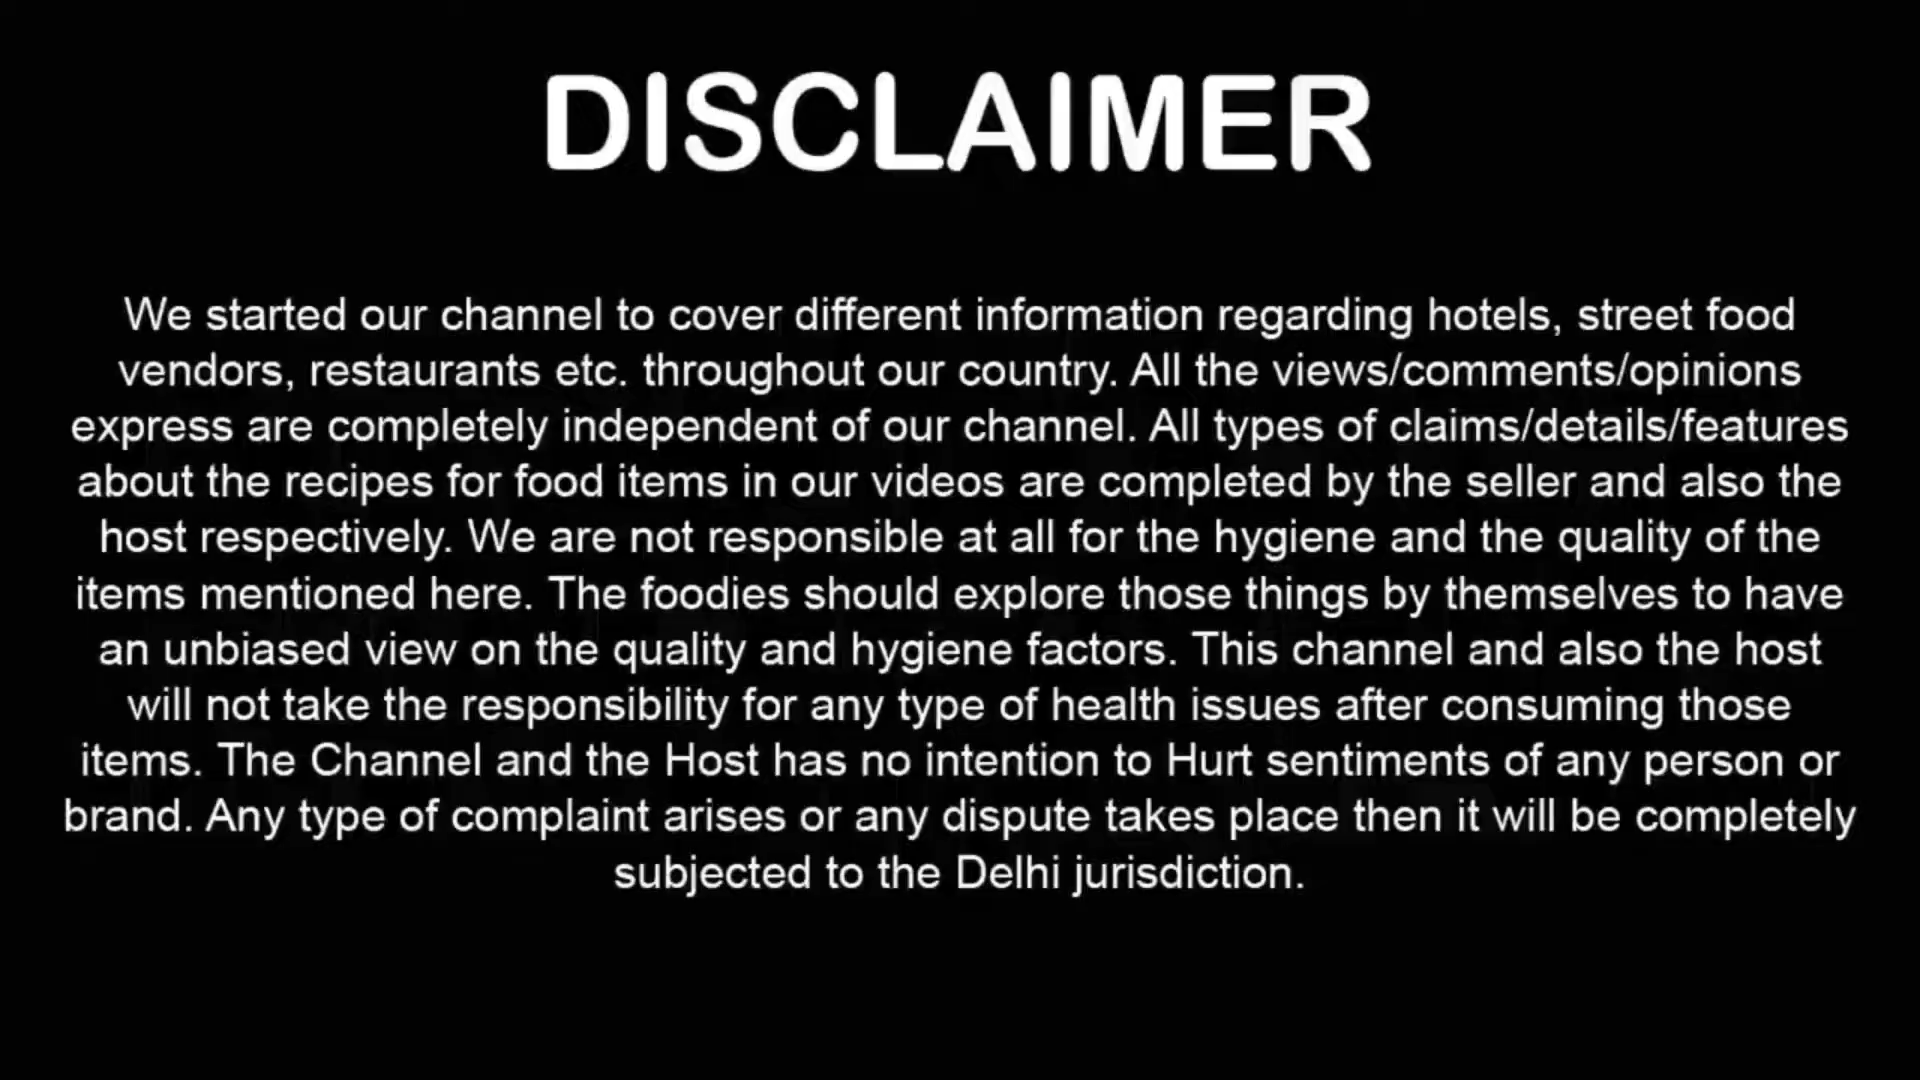 DISCLAIMER
We started our channel to cover different information regarding hotels, street food
vendors, restaurants etc. throughout our country. All the views/comments/opinions
express are completely independent of our channel. All types of claims/details/features
about the recipes for food items in our videos are completed by the seller and also the
host respectively. We are not responsible at all for the hygiene and the quality of the
items mentioned here. The foodies should explore those things by themselves to have
an unbiased view on the quality and hygiene factors. This channel and also the host
will not take the responsibility for any type of health issues after consuming those
items. The Channel and the Host has no intention to Hurt sentiments of any person or
brand. Any type of complaint arises or any dispute takes place then it will be completely
subjected to the Delhi jurisdiction.